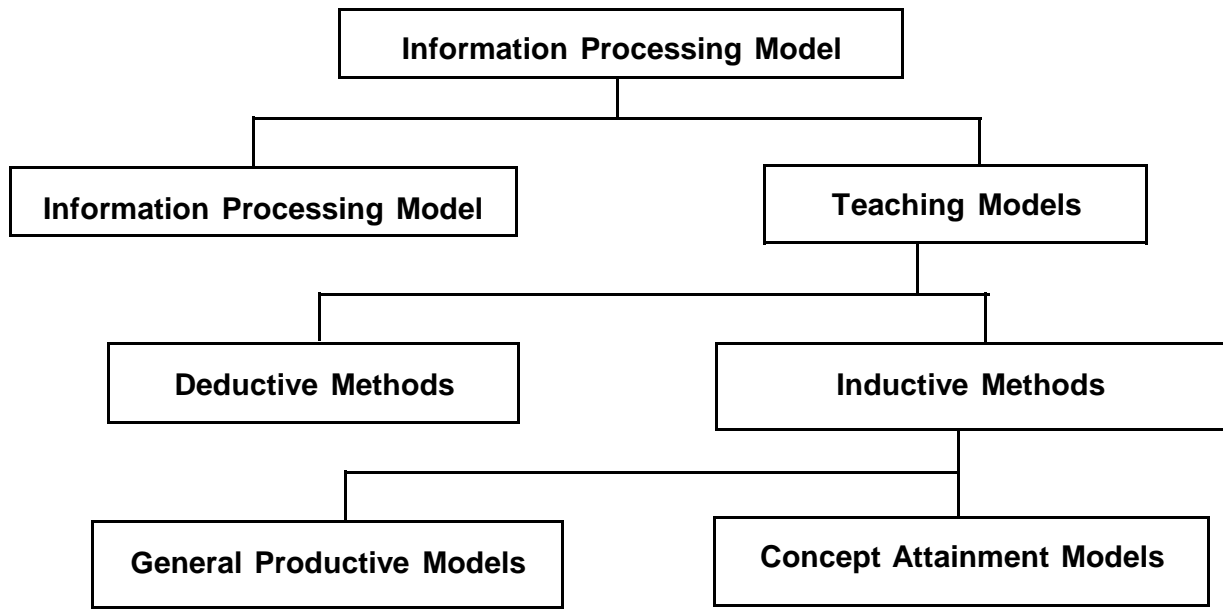 Information Processing Model
Information Processing Model
Teaching Models
Deductive Methods
Inductive Methods
General Productive Models
Concept Attainment Models